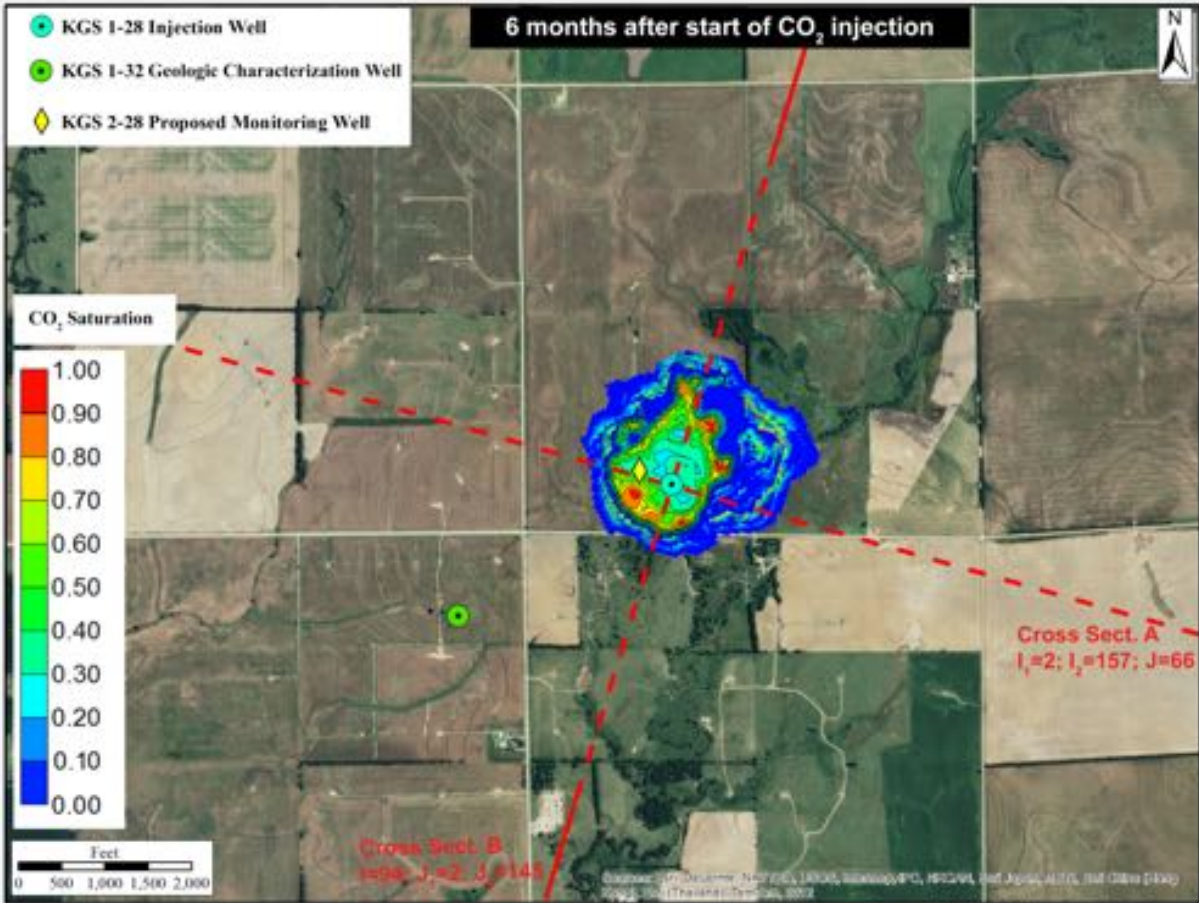 KGS 1-28 Injection Well
KGS 1-32 Geologic Characterization Well
KGS 2-28 Proposed Monitoring Well
6 months after start of CO₂ injection
N
CO₂ Saturation
1.00
0.90
0.80
0.70
0.60
0.50
0.40
0.30
0.20
0.10
0.00
Cross Sect. A
I₁=2; I₂=157; J=66
Cross Sect. B
Feet
0 500 1,000 1,500 2,000